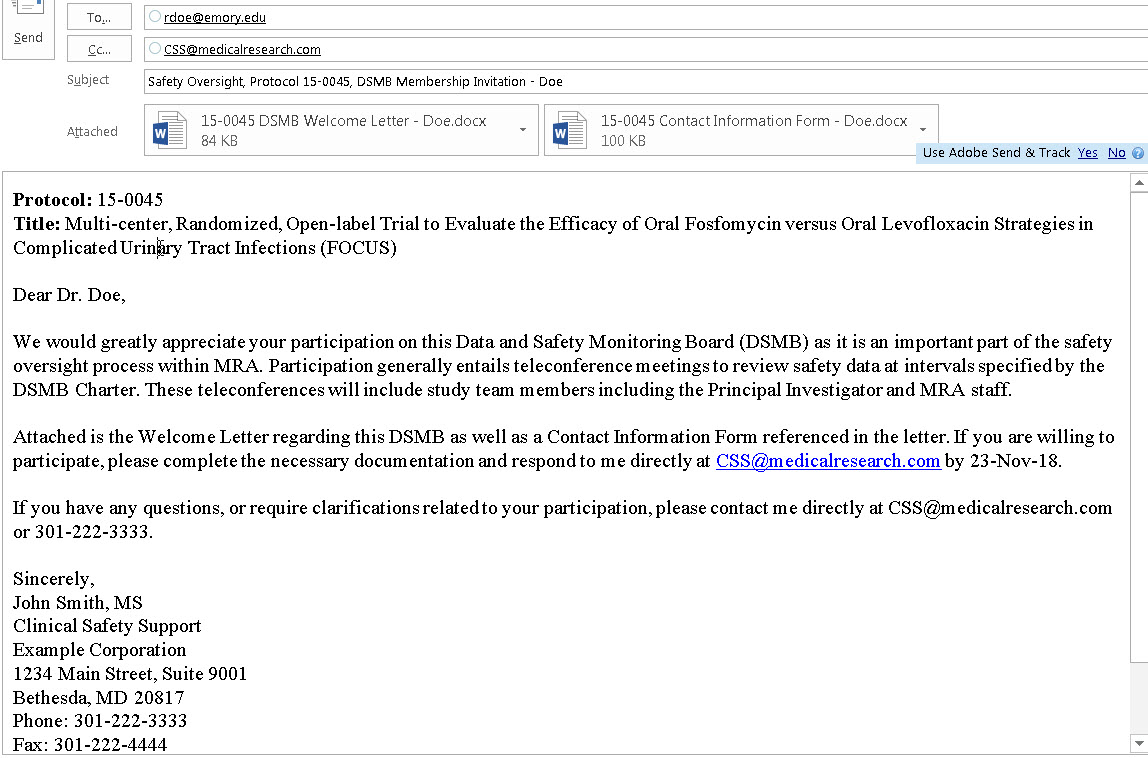 Send
To...
rdoe@emory.edu
Cc...
CSS@medicalresearch.com
Subject
Safety Oversight, Protocol 15-0045, DSMB Membership Invitation - Doe
Attached
15-0045 DSMB Welcome Letter - Doe.docx
84 KB
15-0045 Contact Information Form - Doe.docx
100 KB
Use Adobe Send & Track Yes No
Protocol: 15-0045
Title: Multi-center, Randomized, Open-label Trial to Evaluate the Efficacy of Oral Fosfomycin versus Oral Levofloxacin Strategies in
Complicated Urinary Tract Infections (FOCUS)
Dear Dr. Doe,
We would greatly appreciate your participation on this Data and Safety Monitoring Board (DSMB) as it is an important part of the safety
oversight process within MRA. Participation generally entails teleconference meetings to review safety data at intervals specified by the
DSMB Charter. These teleconferences will include study team members including the Principal Investigator and MRA staff.
Attached is the Welcome Letter regarding this DSMB as well as a Contact Information Form referenced in the letter. If you are willing to
participate, please complete the necessary documentation and respond to me directly at CSS@medicalresearch.com by 23-Nov-18.
If you have any questions, or require clarifications related to your participation, please contact me directly at CSS@medicalresearch.com
or 301-222-3333.
Sincerely,
John Smith, MS
Clinical Safety Support
Example Corporation
1234 Main Street, Suite 9001
Bethesda, MD 20817
Phone: 301-222-3333
Fax: 301-222-4444